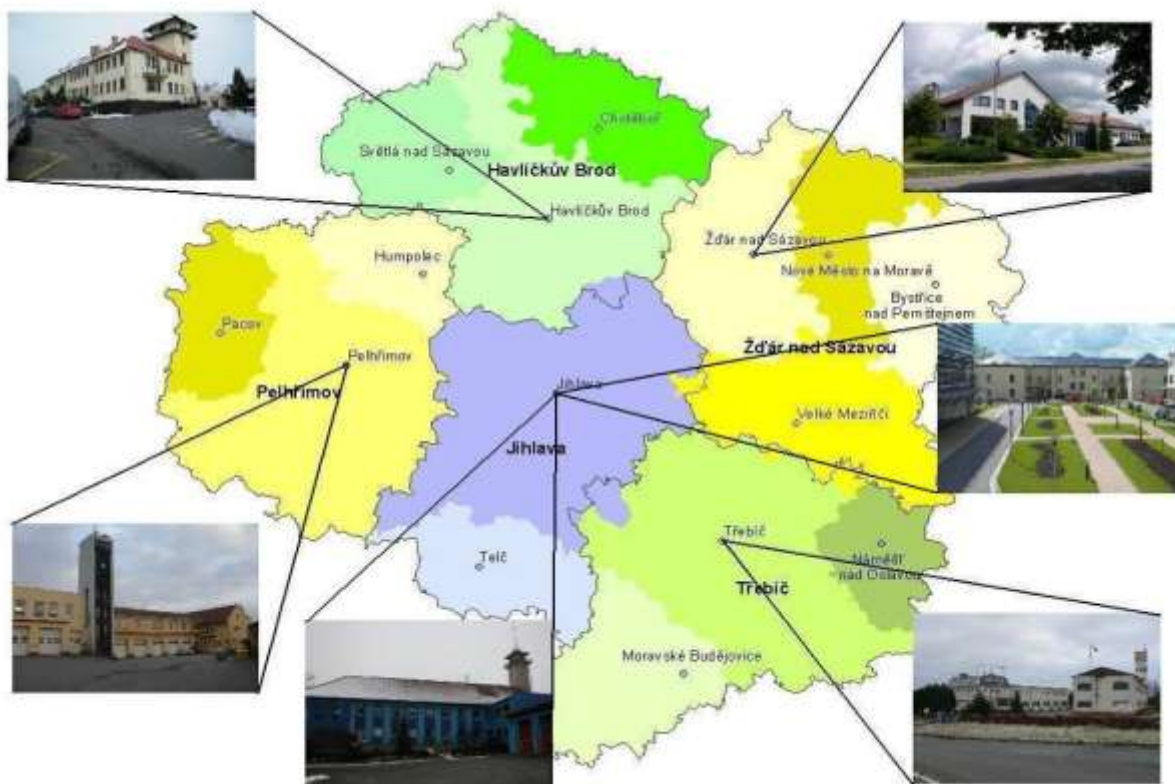 Chotěboř
Světlá nad Sázavou
Havlíčkův Brod
Havlíčkův Brod
Humpolec
Žďár nad Sázavou
Nové Město na Moravě
Bystřice
nad Pernštejnem
Pacov
Pelhřimov
Žďár nad Sázavou
Pelhřimov
Jihlava
Velké Meziříčí
Jihlava
Třebíč
Telč
Náměšť
nad Oslavou
Třebíč
Moravské Budějovice